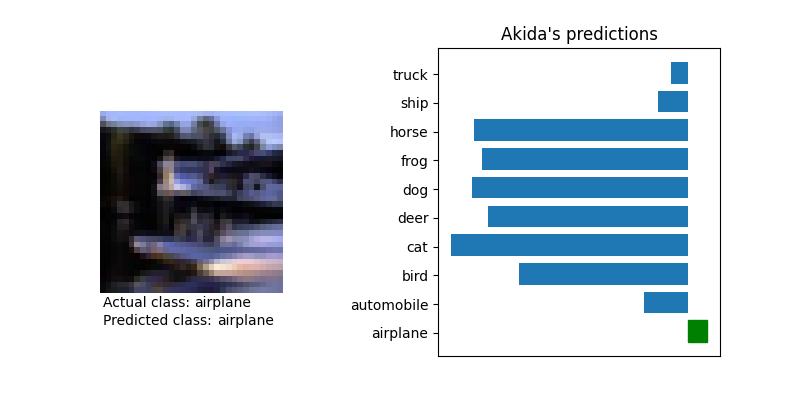 Akida's predictions
truck
ship
horse
frog
dog
deer
cat
bird
automobile
airplane
Actual class: airplane
Predicted class: airplane